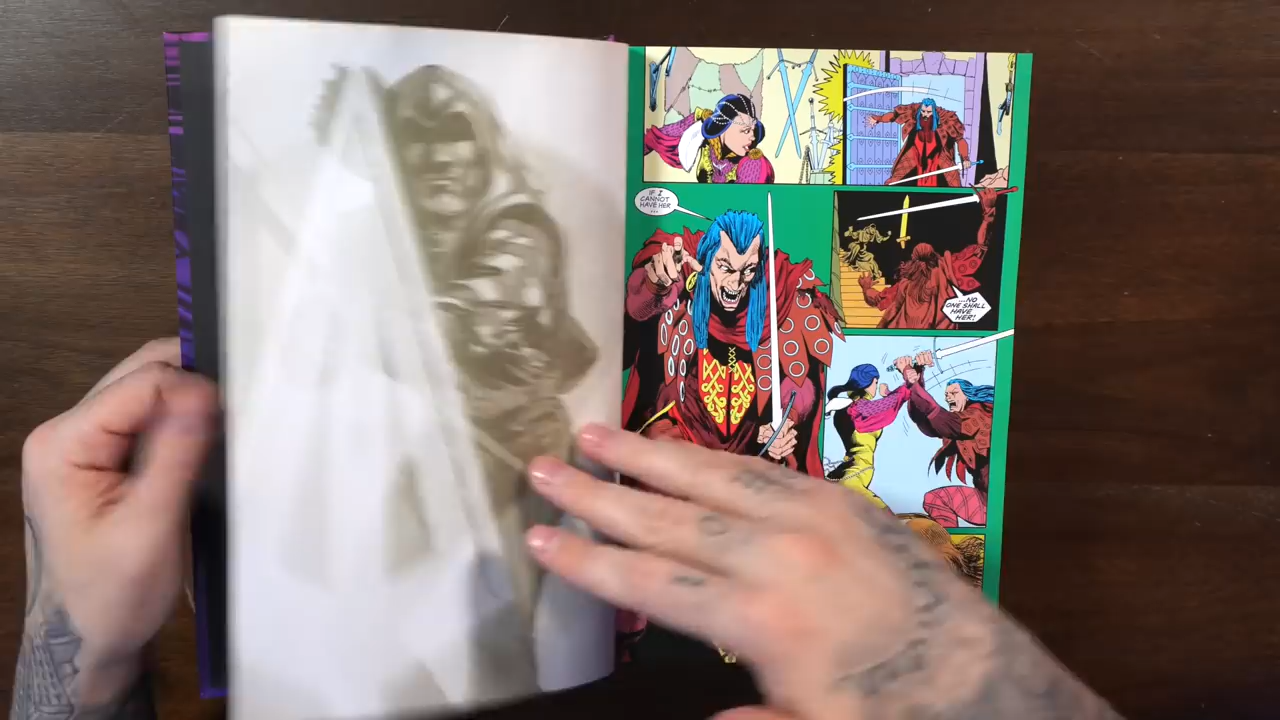 IF I
CANNOT
HAVE HER
...
...NO
ONE SHALL
HAVE
HER!